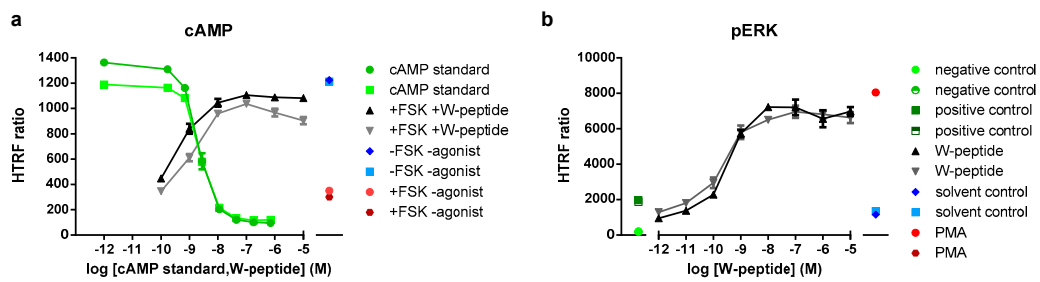 a
cAMP
HTRF ratio
1400
1200
1000
800
600
400
200
0
-12 -11 -10 -9 -8 -7 -6 -5
log [cAMP standard,W-peptide] (M)
cAMP standard
cAMP standard
+FSK +W-peptide
+FSK +W-peptide
-FSK -agonist
-FSK -agonist
+FSK -agonist
+FSK -agonist
b
pERK
HTRF ratio
10000
8000
6000
4000
2000
0
-12 -11 -10 -9 -8 -7 -6 -5
log [W-peptide] (M)
negative control
negative control
positive control
positive control
W-peptide
W-peptide
solvent control
solvent control
PMA
PMA